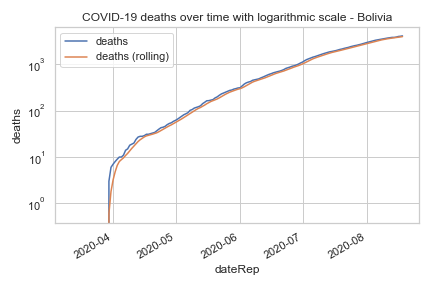 COVID-19 deaths over time with logarithmic scale - Bolivia
deaths
deaths (rolling)
10³
10²
10¹
10⁰
deaths
2020-04
2020-05
2020-06
2020-07
2020-08
dateRep